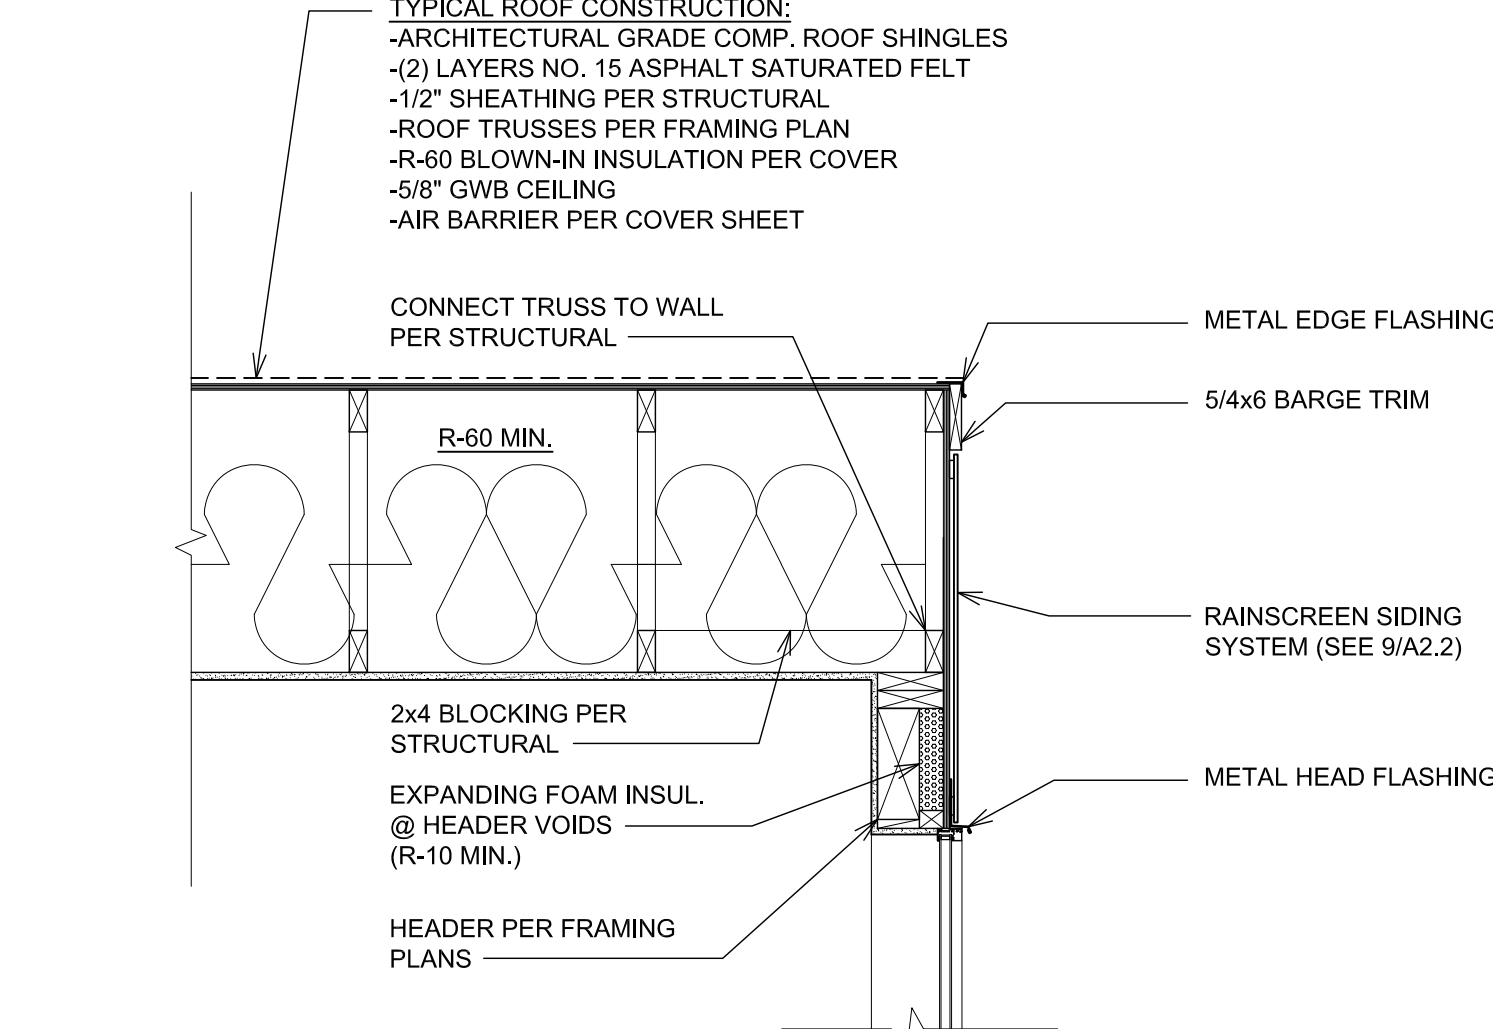 TYPICAL ROOF CONSTRUCTION:
-ARCHITECTURAL GRADE COMP. ROOF SHINGLES
-(2) LAYERS NO. 15 ASPHALT SATURATED FELT
-1/2" SHEATHING PER STRUCTURAL
-ROOF TRUSSES PER FRAMING PLAN
-R-60 BLOWN-IN INSULATION PER COVER
-5/8" GWB CEILING
-AIR BARRIER PER COVER SHEET
CONNECT TRUSS TO WALL
PER STRUCTURAL
METAL EDGE FLASHING
5/4x6 BARGE TRIM
R-60 MIN.
RAINSCREEN SIDING
SYSTEM (SEE 9/A2.2)
2x4 BLOCKING PER
STRUCTURAL
METAL HEAD FLASHING
EXPANDING FOAM INSUL.
@ HEADER VOIDS
(R-10 MIN.)
HEADER PER FRAMING
PLANS